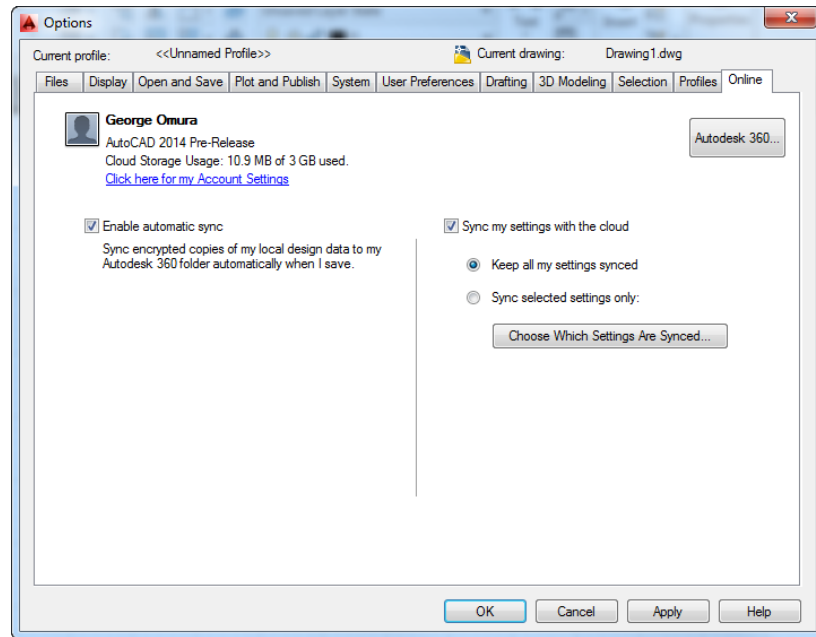 Options
Current profile: <<Unnamed Profile>> Current drawing: Drawing1.dwg
Files Display Open and Save Plot and Publish System User Preferences Drafting 3D Modeling Selection Profiles Online
George Omura
AutoCAD 2014 Pre-Release
Cloud Storage Usage: 10.9 MB of 3 GB used.
Click here for my Account Settings
Autodesk 360...
Enable automatic sync
Sync encrypted copies of my local design data to my
Autodesk 360 folder automatically when I save.
Sync my settings with the cloud
Keep all my settings synced
Sync selected settings only:
Choose Which Settings Are Synced...
OK Cancel Apply Help